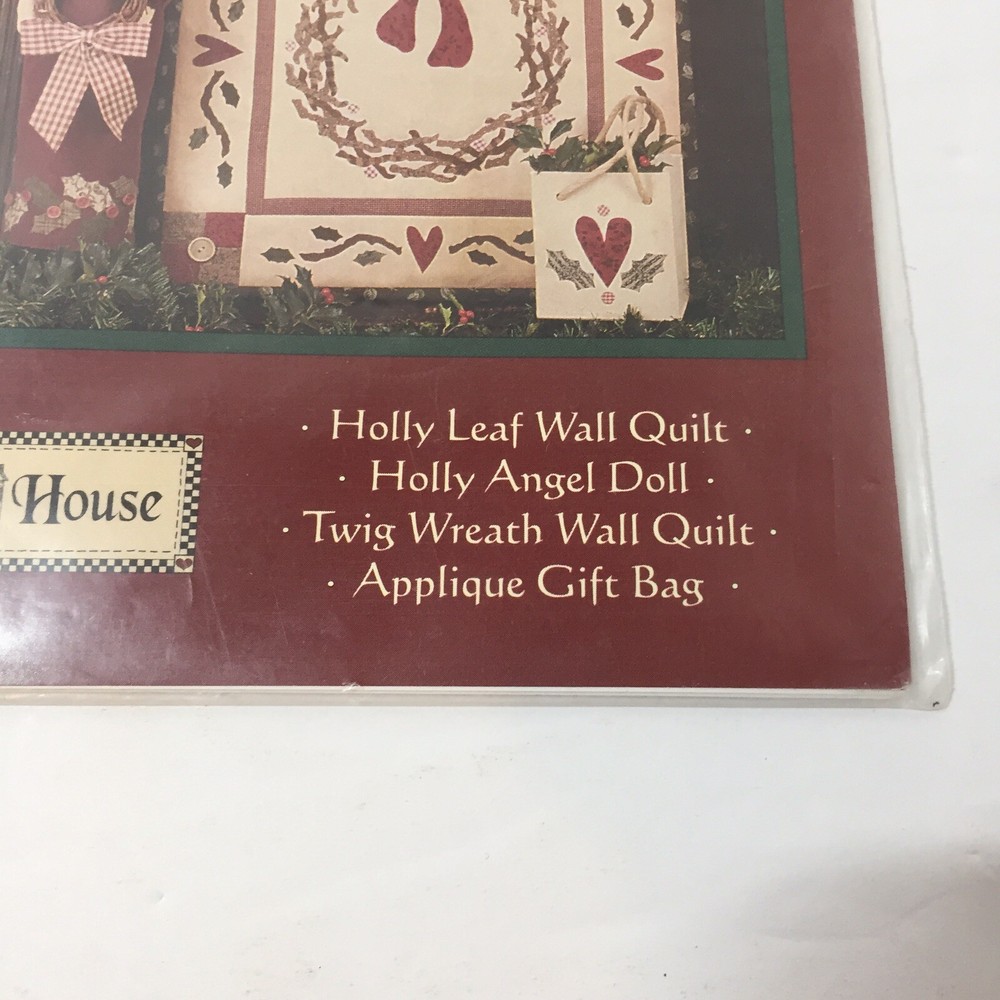 House
· Holly Leaf Wall Quilt ·
· Holly Angel Doll ·
· Twig Wreath Wall Quilt ·
· Applique Gift Bag ·